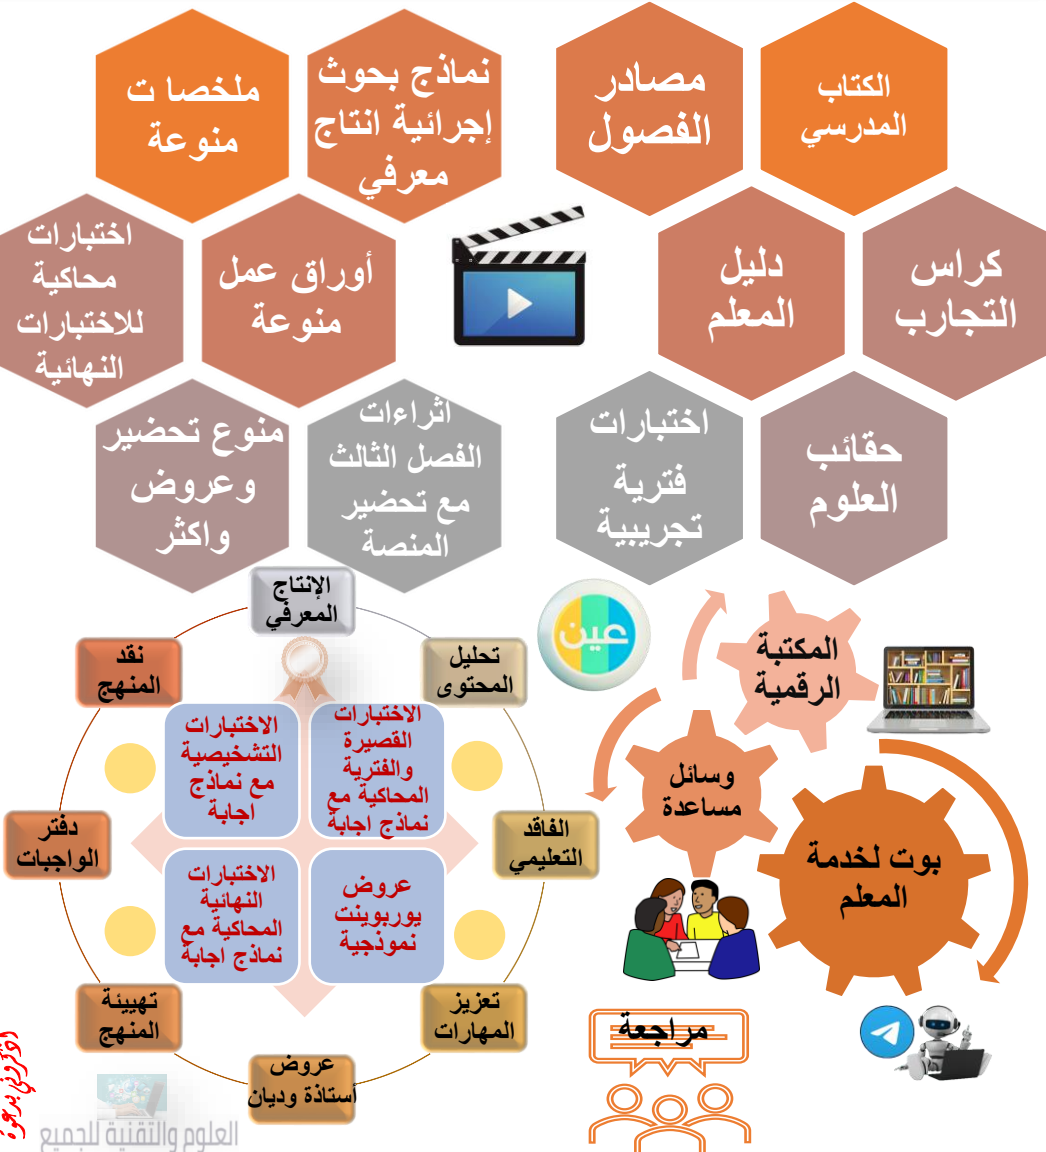 الكتاب
المدرسي
مصادر
الفصول
نماذج بحوث
إجرائية انتاج
معرفي
ملخصا ت
منوعة
كراس
التجارب
دليل
المعلم
أوراق عمل
منوعة
اختبارات
محاكية
للاختبارات
النهائية
حقائب
العلوم
اختبارات
فترية
تجريبية
اثراءات
الفصل الثالث
مع تحضير
المنصة
منوع تحضير
وعروض
واكثر
المكتبة
الرقمية
عين
وسائل
مساعدة
بوت لخدمة
المعلم
مراجعة
الإنتاج
المعرفي
تحليل
المحتوى
الفاقد
التعليمي
تعزيز
المهارات
عروض
أستاذة وديان
تهييئة
المنهج
دفتر
الواجبات
نقد
المنهج
الاختبارات
القصيرة
والفترية
المحاكية مع
نماذج اجابة
الاختبارات
التشخيصية
مع نماذج
اجابة
عروض
يوربوينت
نموذجية
الاختبارات
النهائية
المحاكية مع
نماذج اجابة
اذكروني بدعوة
العلوم والتقنية للجميع